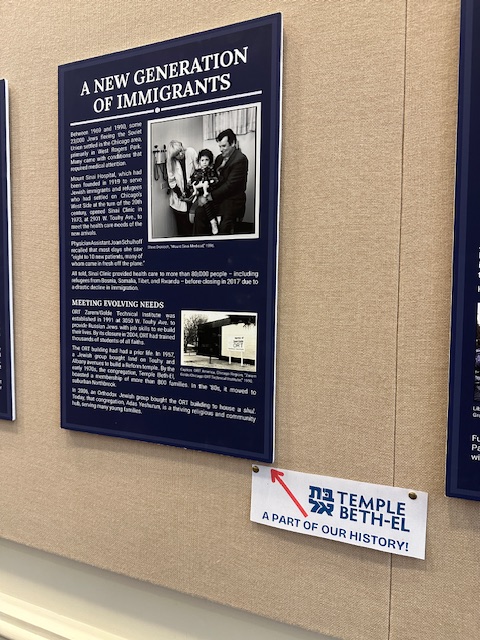 A NEW GENERATION
OF IMMIGRANTS
Between 1969 and 1990, some
23,000 Jews fleeing the Soviet
Union settled in the Chicago area,
primarily in West Rogers Park.
Many came with conditions that
required medical attention.
Mount Sinai Hospital, which had
been founded in 1919 to serve
Jewish immigrants and refugees
who had settled on Chicago's
West Side at the turn of the 20th
century, opened Sinai Clinic in
1973, at 2901 W. Touhy Ave., to
meet the health care needs of the
new arrivals.
Physician Assistant Joan Schulhoff
recalled that most days she saw
"eight to 10 new patients, many of
whom came in fresh off the plane."
All told, Sinai Clinic provided health care to more than 80,000 people – including
refugees from Bosnia, Somalia, Tibet, and Rwanda – before closing in 2017 due to
a drastic decline in immigration.
MEETING EVOLVING NEEDS
ORT Zarem/Golde Technical Institute was
established in 1991 at 3050 W. Touhy Ave. to
provide Russian Jews with job skills to re-build
their lives. By its closure in 2004, ORT had trained
thousands of students of all faiths.
The ORT building had had a prior life. In 1957,
a Jewish group bought land on Touhy and
Albany avenues to build a Reform temple. By the
early 1970s, the congregation, Temple Beth-El,
boasted a membership of more than 800 families. In the '80s, it moved to
suburban Northbrook.
In 2006, an Orthodox Jewish group bought the ORT building to house a shul.
Today, that congregation, Adas Yeshurun, is a thriving religious and community
hub, serving many young families.
בת
אל
TEMPLE
BETH-EL
A PART OF OUR HISTORY!